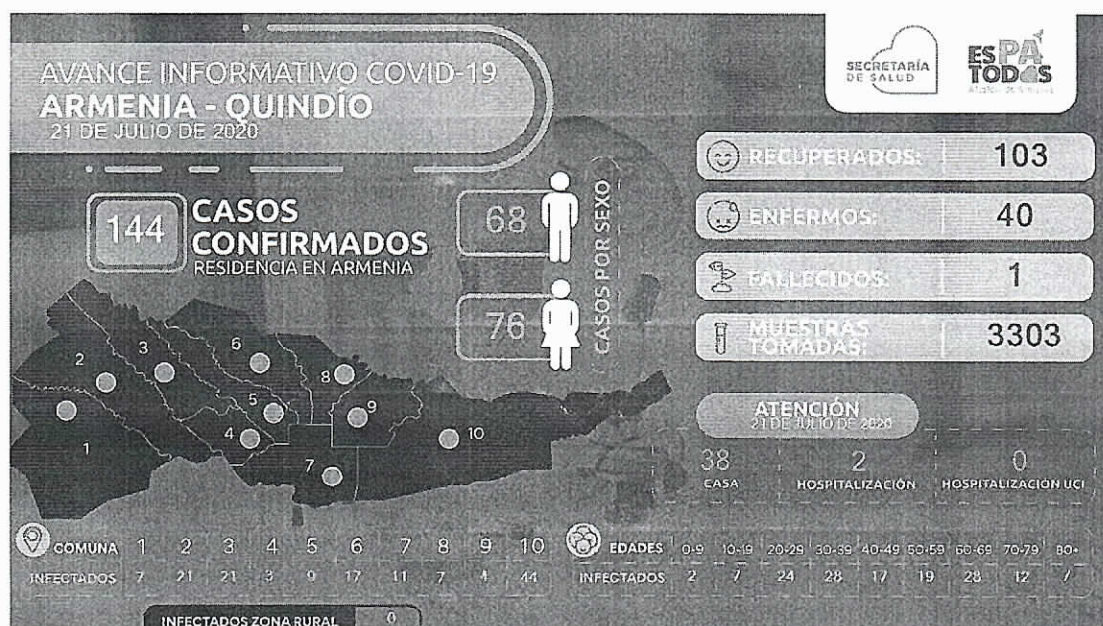 AVANCE INFORMATIVO COVID-19
ARMENIA - QUINDÍO
21 DE JULIO DE 2020
SECRETARÍA
DE SALUD
ES PA
TODOS
144
CASOS
CONFIRMADOS
RESIDENCIA EN ARMENIA
68
76
CASOS POR SEXO
RECUPERADOS: 103
ENFERMOS: 40
FALLECIDOS: 1
MUESTRAS
TOMADAS: 3303
1
2
3
4
5
6
7
8
9
10
ATENCIÓN
21 DE JULIO DE 2020
38 2 0
CASA HOSPITALIZACIÓN HOSPITALIZACIÓN UCI
COMUNA 1 2 3 4 5 6 7 8 9 10
INFECTADOS 7 21 21 3 9 17 11 7 4 44
EDADES 0-9 10-19 20-29 30-39 40-49 50-59 60-69 70-79 80+
INFECTADOS 2 7 24 28 17 19 28 12 7
INFECTADOS ZONA RURAL 0